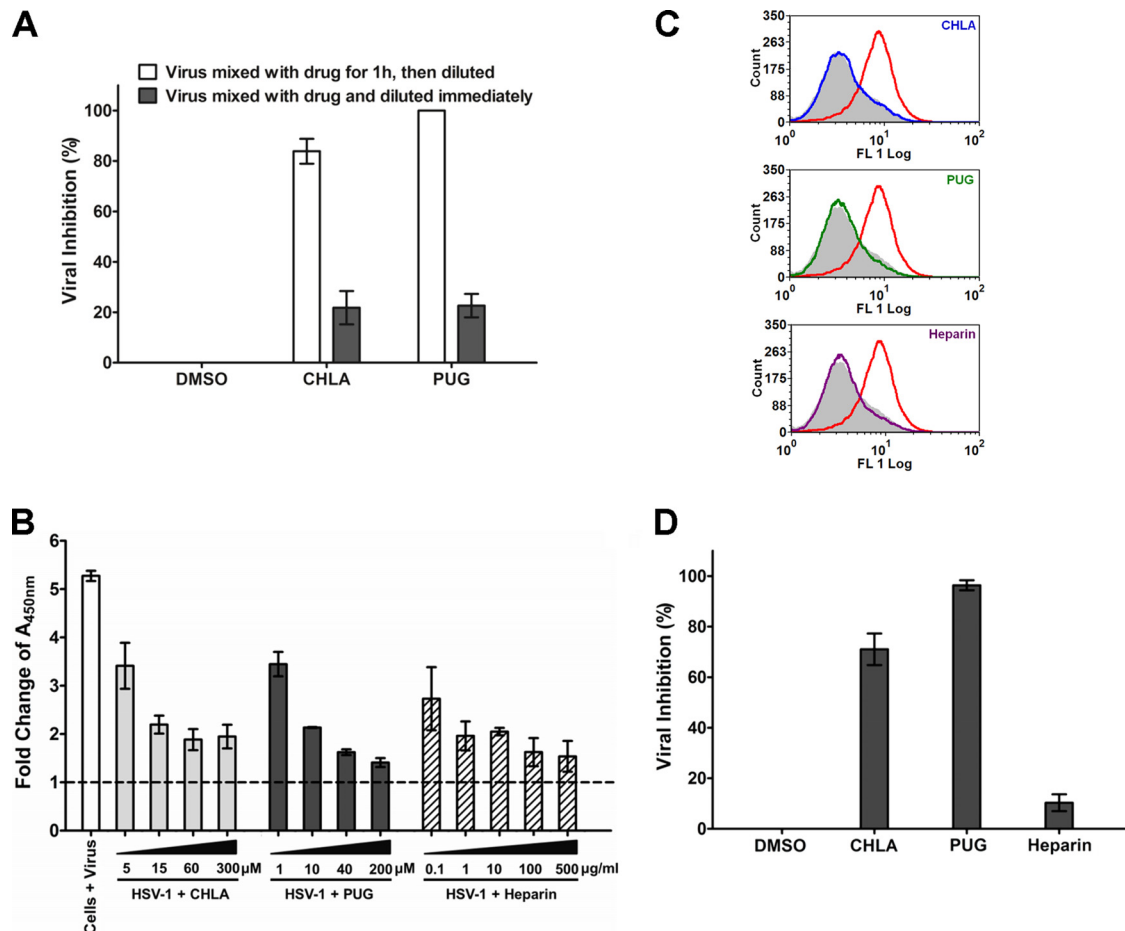 A
Virus mixed with drug for 1h, then diluted
Virus mixed with drug and diluted immediately
Viral Inhibition (%)
100
80
60
40
20
0
DMSO CHLA PUG
C
CHLA
Count
350
263
175
88
0
10^0 10^1 10^2
FL 1 Log
PUG
Count
350
263
175
88
0
10^0 10^1 10^2
FL 1 Log
Heparin
Count
350
263
175
88
0
10^0 10^1 10^2
FL 1 Log
B
Fold Change of A450nm
6
5
4
3
2
1
0
Cells + Virus
5 15 60 300 µM 1 10 40 200 µM 0.1 1 10 100 500 µg/ml
HSV-1 + CHLA HSV-1 + PUG HSV-1 + Heparin
D
Viral Inhibition (%)
100
80
60
40
20
0
DMSO CHLA PUG Heparin